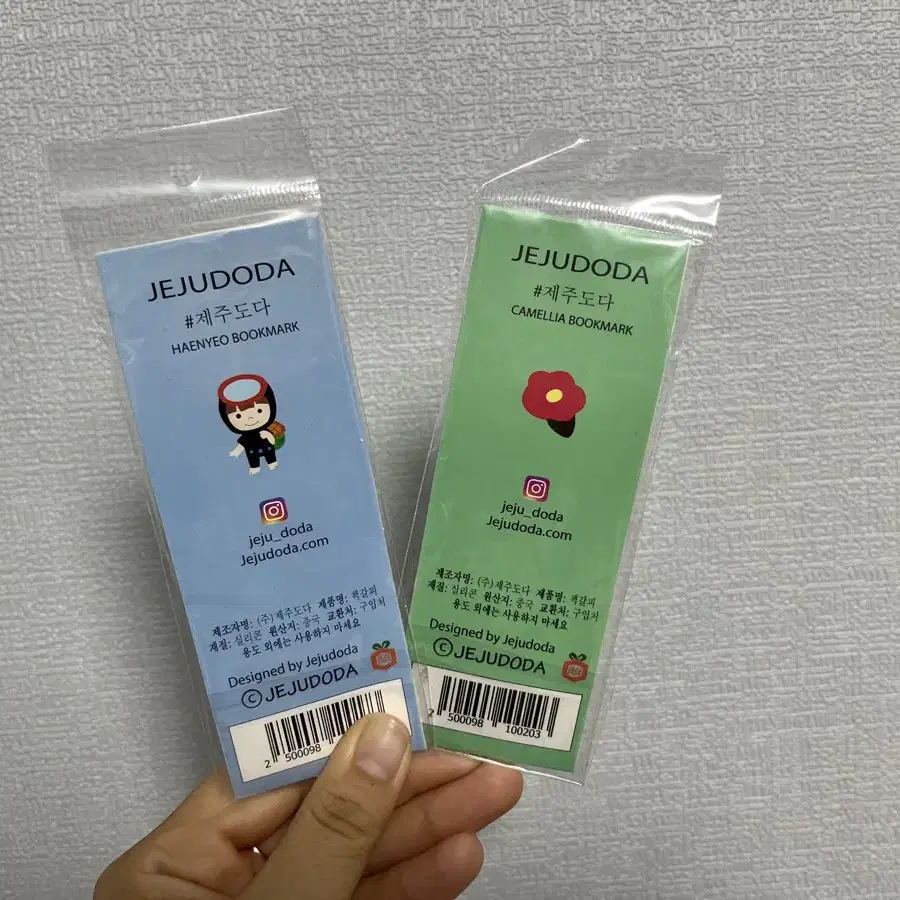 JEJUDODA
#제주도다
HAENYEO BOOKMARK
jeju_doda
Jejudoda.com
제조자명: (주)제주도다 제품명: 책갈피
재질: 실리콘 원산지: 중국 교환처: 구입처
용도 외에는 사용하지 마세요
Designed by Jejudoda
©JEJUDODA
2 500098
JEJUDODA
#제주도다
CAMELLIA BOOKMARK
jeju_doda
Jejudoda.com
제조자명: (주)제주도다 제품명: 책갈피
재질: 실리콘 원산지: 중국 교환처: 구입처
용도 외에는 사용하지 마세요
Designed by Jejudoda
©JEJUDODA
2 500098 100203